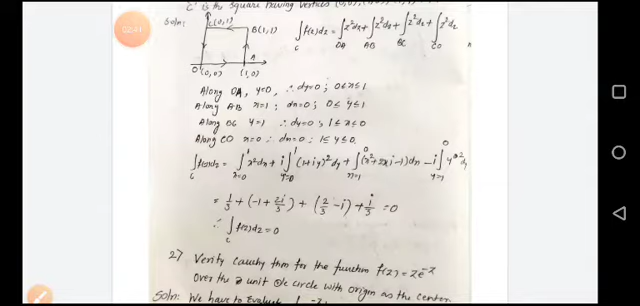 02:41
C is the square having vertices
Soln:
C(0,1)
B(1,1)
A
O(0,0)
(1,0)
∫ f(z)dz = ∫ z²dz + ∫ z²dz + ∫ z²dz + ∫ z²dz
C OA AB BC CO
Along OA, y=0, ∴ dy=0 ; 0≤x≤1
Along AB x=1 ; dx=0 ; 0≤y≤1
Along BC y=1 ∴ dy=0 ; 1≤x≤0
Along CO x=0 ; dx=0 ; 1≤y≤0.
= 1/3 + (-1 + 2i/3) + (2/3 - i) + i/3 = 0
∴ ∫ f(z)dz = 0
C
2) Verify cauchy thm for the function f(z) = ze^-z
over the unit circle with origin as the center.
Soln: We have to Evaluate